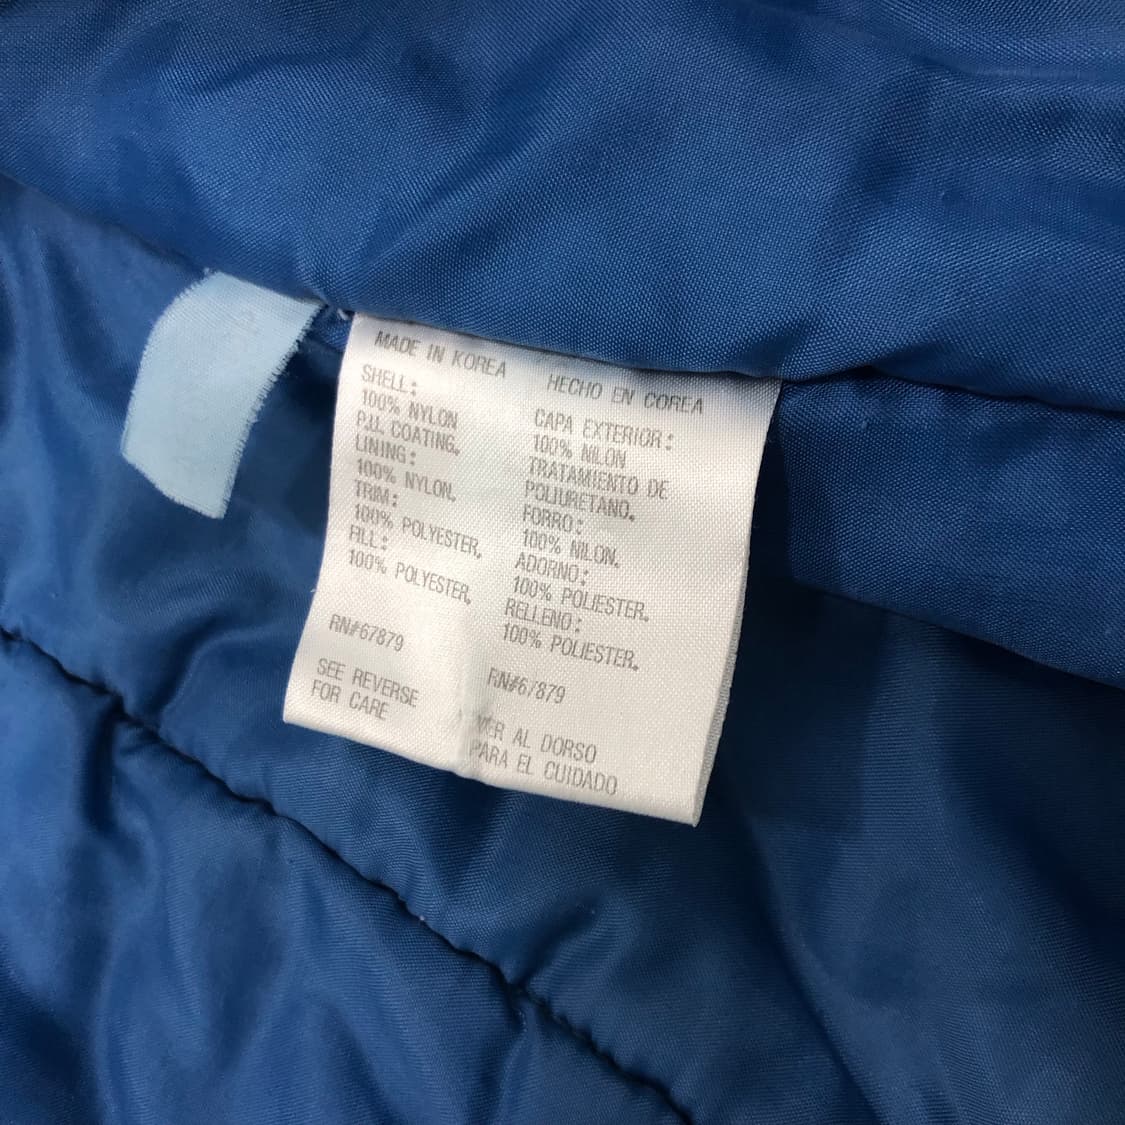 MADE IN KOREA
SHELL:
100% NYLON
P.U. COATING.
LINING:
100% NYLON.
TRIM:
100% POLYESTER.
FILL:
100% POLYESTER.
RN#67879
SEE REVERSE
FOR CARE
HECHO EN COREA
CAPA EXTERIOR:
100% NILON
TRATAMIENTO DE
POLIURETANO.
FORRO:
100% NILON.
ADORNO:
100% POLIESTER.
RELLENO:
100% POLIESTER.
RN#67879
VER AL DORSO
PARA EL CUIDADO